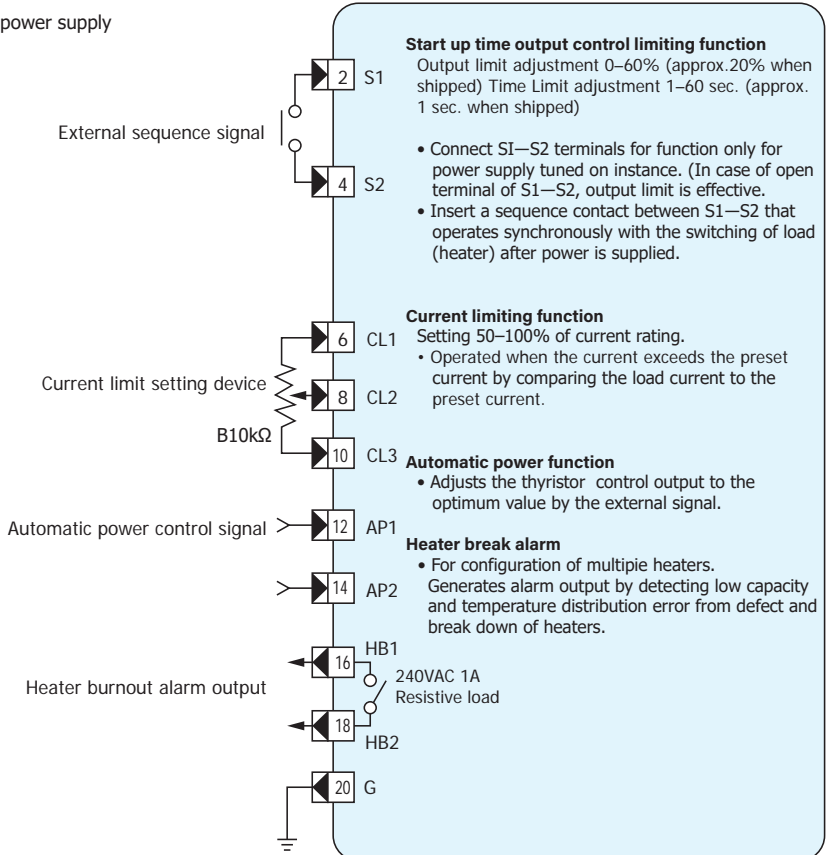 power supply
Start up time output control limiting function
Output limit adjustment 0–60% (approx.20% when
shipped) Time Limit adjustment 1–60 sec. (approx.
1 sec. when shipped)
• Connect SI—S2 terminals for function only for
power supply tuned on instance. (In case of open
terminal of S1—S2, output limit is effective.
• Insert a sequence contact between S1—S2 that
operates synchronously with the switching of load
(heater) after power is supplied.
2 S1
External sequence signal
4 S2
Current limiting function
Setting 50–100% of current rating.
• Operated when the current exceeds the preset
current by comparing the load current to the
preset current.
6 CL1
Current limit setting device
8 CL2
B10kΩ
10 CL3
Automatic power function
• Adjusts the thyristor control output to the
optimum value by the external signal.
Automatic power control signal
12 AP1
Heater break alarm
• For configuration of multipie heaters.
Generates alarm output by detecting low capacity
and temperature distribution error from defect and
break down of heaters.
14 AP2
HB1
16
240VAC 1A
Resistive load
Heater burnout alarm output
18
HB2
20 G